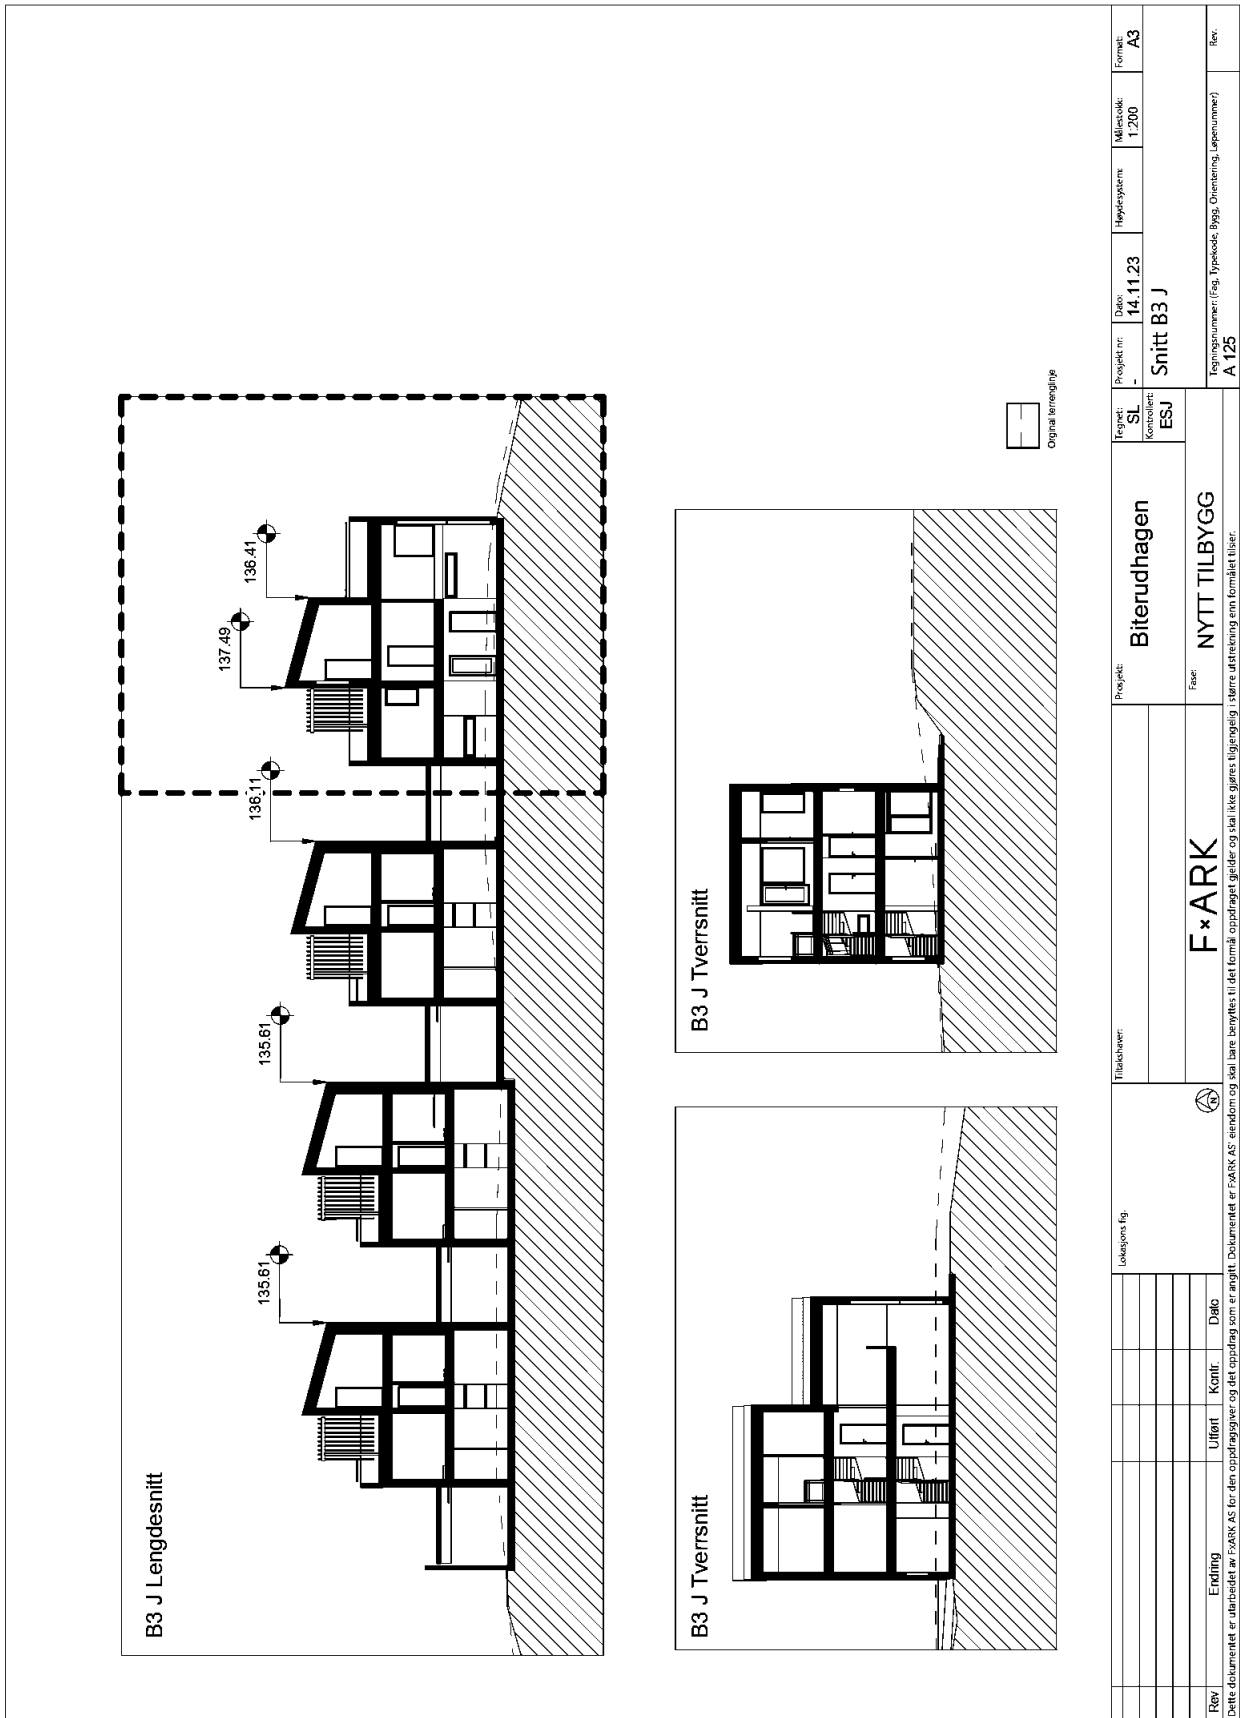 B3 J Lengdesnitt
135.61
135.61
136.11
137.49
136.41
B3 J Tverrsnitt
B3 J Tverrsnitt
Orginal terrenglinje
Rev
Endring
Utført
Kontr.
Dato
Lokasjons fig.
N
Tiltakshaver:
F×ARK
Prosjekt:
Biterudhagen
Fase:
NYTT TILBYGG
Tegnet:
SL
Kontrollert:
ESJ
Prosjekt nr:
-
Dato:
14.11.23
Høydesystem:
Målestokk:
1:200
Format:
A3
Snitt B3 J
Tegningsnummer: (Fag, Typekode, Bygg, Orientering, Løpenummer)
A 125
Rev.
Dette dokumentet er utarbeidet av FxARK AS for den oppdragsgiver og det oppdrag som er angitt. Dokumentet er FxARK AS' eiendom og skal bare benyttes til det formål oppdraget gjelder og skal ikke gjøres tilgjengelig i større utstrekning enn formålet tilsier.